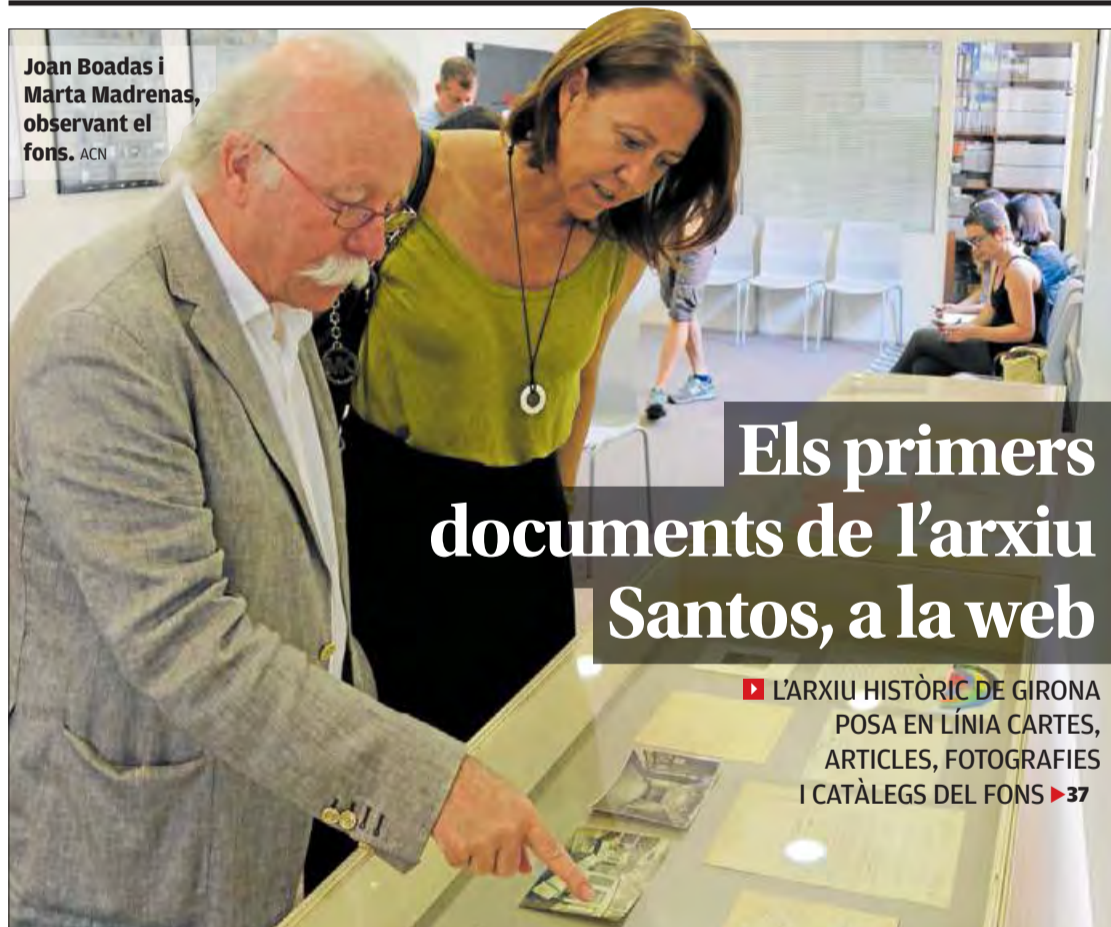 Joan Boadas i
Marta Madrenas,
observant el
fons. ACN
Els primers
documents de l’arxiu
Santos, a la web
L’ARXIU HISTÒRIC DE GIRONA
POSA EN LÍNIA CARTES,
ARTICLES, FOTOGRAFIES
I CATÀLEGS DEL FONS ▶37